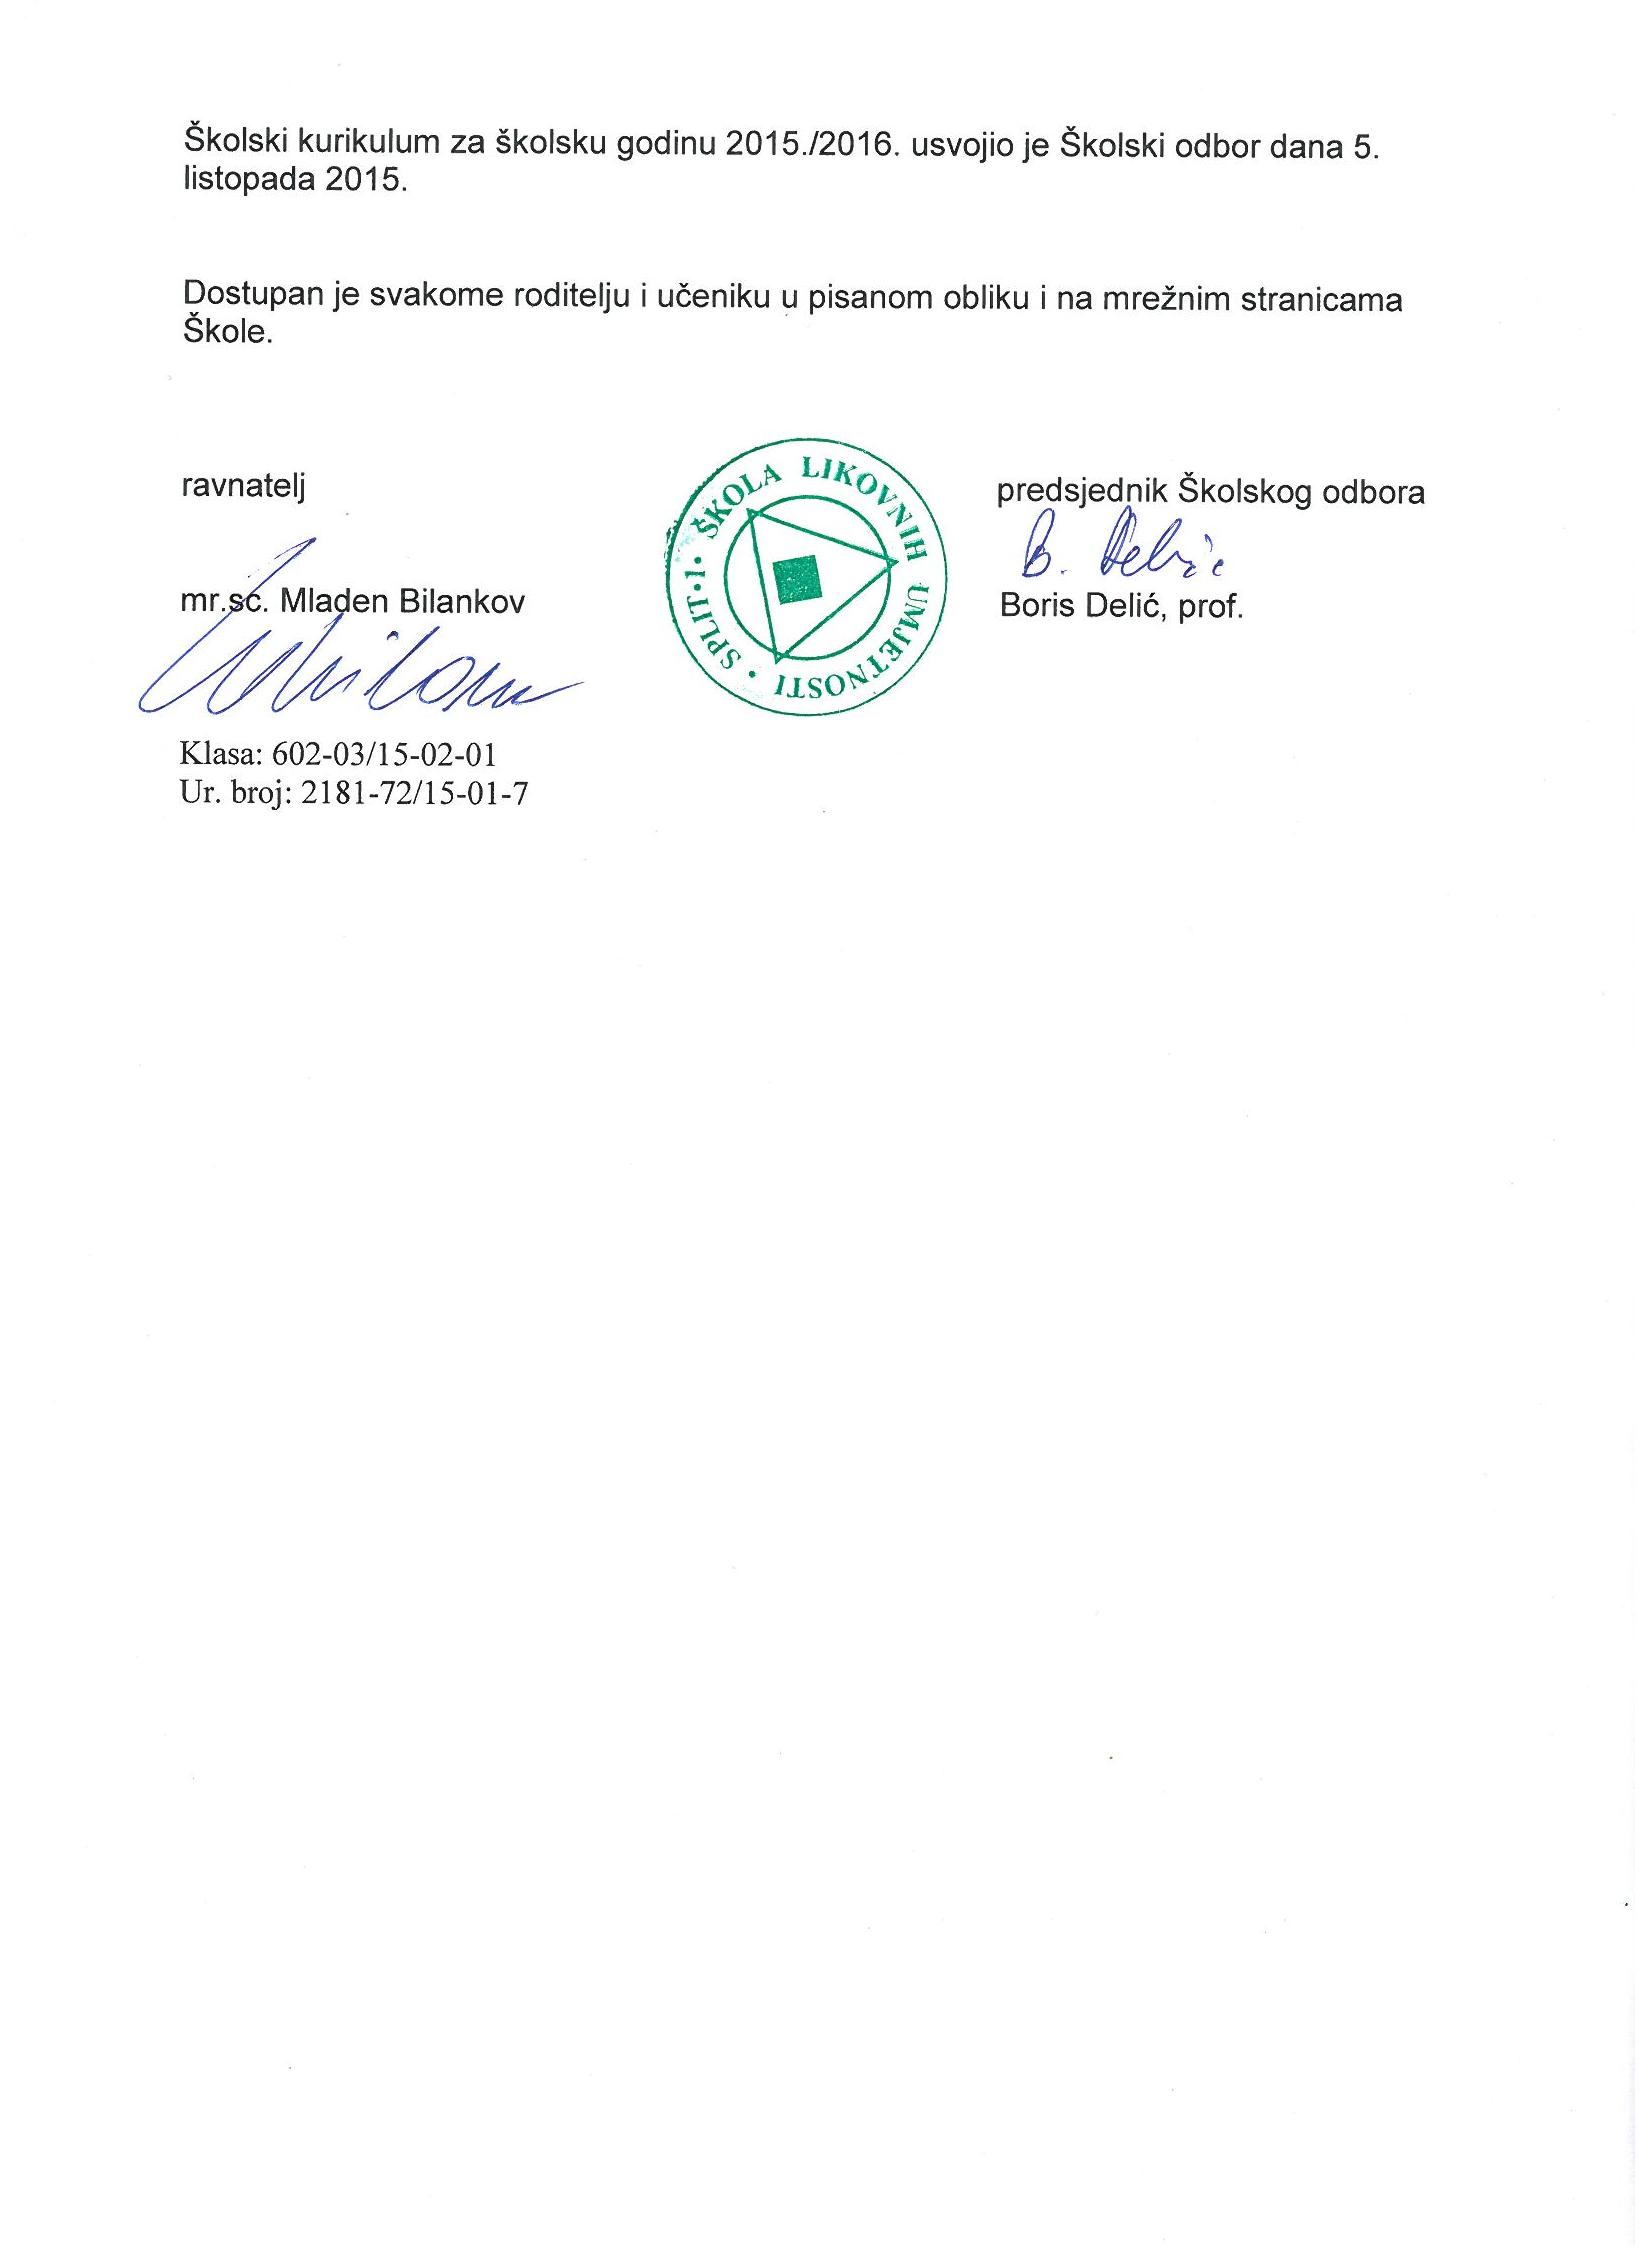 Školski kurikulum za školsku godinu 2015./2016. usvojio je Školski odbor dana 5.
listopada 2015.
Dostupan je svakome roditelju i učeniku u pisanom obliku i na mrežnim stranicama
Škole.
ravnatelj
mr.sc. Mladen Bilankov
ŠKOLA LIKOVNIH UMJETNOSTI • SPLIT•1•
predsjednik Školskog odbora
B. Delić
Boris Delić, prof.
Klasa: 602-03/15-02-01
Ur. broj: 2181-72/15-01-7